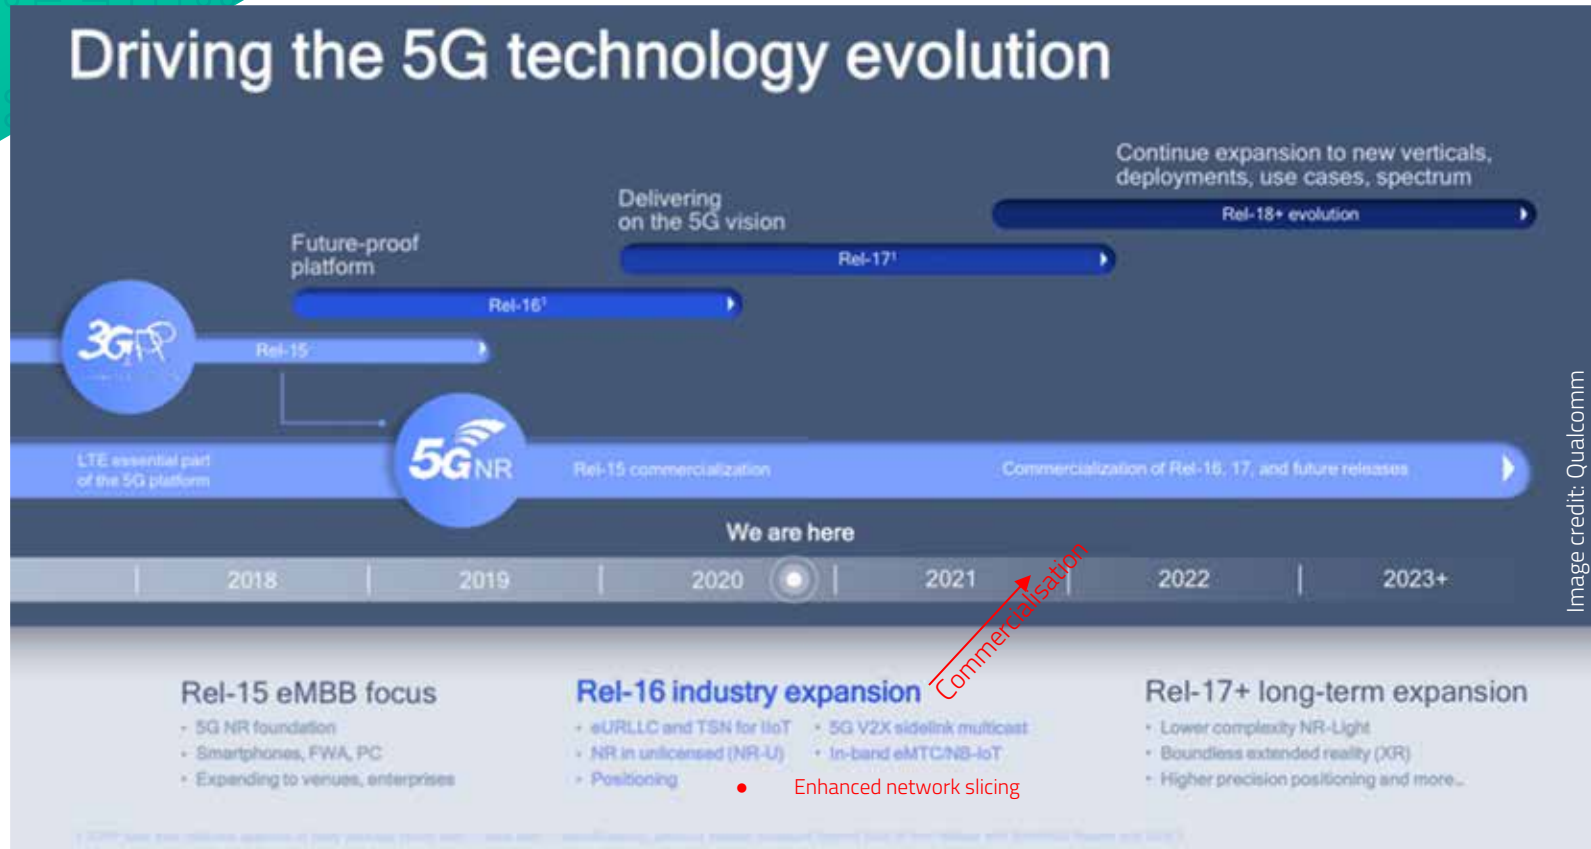 Driving the 5G technology evolution
Continue expansion to new verticals,
deployments, use cases, spectrum
Rel-18+ evolution
Delivering
on the 5G vision
Rel-17¹
Future-proof
platform
Rel-16¹
3GPP
Rel-15
5G NR
LTE essential part
of the 5G platform
Rel-15 commercialization
Commercialization of Rel-16, 17, and future releases
We are here
2018
2019
2020
2021
2022
2023+
Commercialisation
Rel-15 eMBB focus
• 5G NR foundation
• Smartphones, FWA, PC
• Expanding to venues, enterprises
Rel-16 industry expansion
• eURLLC and TSN for IIoT
• NR in unlicensed (NR-U)
• Positioning
• 5G V2X sidelink multicast
• In-band eMTC/NB-IoT
• Enhanced network slicing
Rel-17+ long-term expansion
• Lower complexity NR-Light
• Boundless extended reality (XR)
• Higher precision positioning and more...
Image credit: Qualcomm